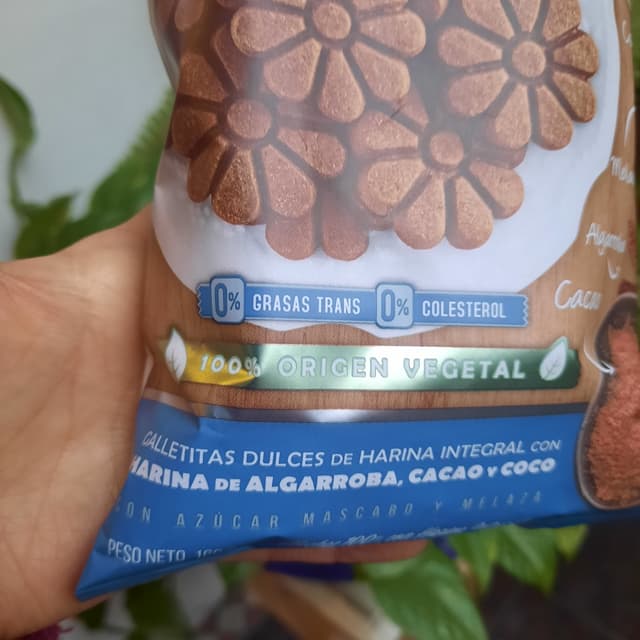 0% GRASAS TRANS 0% COLESTEROL
100% ORIGEN VEGETAL
Cacao
GALLETITAS DULCES DE HARINA INTEGRAL CON
HARINA DE ALGARROBA, CACAO Y COCO
CON AZÚCAR MASCABO Y MELAZA
PESO NETO